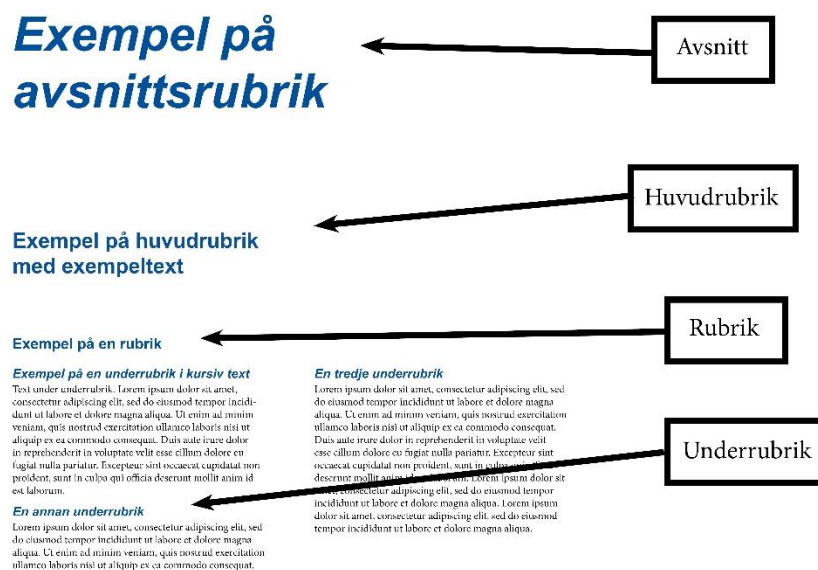 Exempel på
avsnittsrubrik
Avsnitt
Huvudrubrik
Exempel på huvudrubrik
med exempeltext
Rubrik
Exempel på en rubrik
Exempel på en underrubrik i kursiv text
Text under underrubrik. Lorem ipsum dolor sit amet,
consectetur adipiscing elit, sed do eiusmod tempor incidi-
dunt ut labore et dolore magna aliqua. Ut enim ad minim
veniam, quis nostrud exercitation ullamco laboris nisi ut
aliquip ex ea commodo consequat. Duis aute irure dolor
in reprehenderit in voluptate velit esse cillum dolore eu
fugiat nulla pariatur. Excepteur sint occaecat cupidatat non
proident, sunt in culpa qui officia deserunt mollit anim id
est laborum.
En annan underrubrik
Lorem ipsum dolor sit amet, consectetur adipiscing elit, sed
do eiusmod tempor incididunt ut labore et dolore magna
aliqua. Ut enim ad minim veniam, quis nostrud exercitation
ullamco laboris nisi ut aliquip ex ea commodo consequat.
En tredje underrubrik
Lorem ipsum dolor sit amet, consectetur adipiscing elit, sed
do eiusmod tempor incididunt ut labore et dolore magna
aliqua. Ut enim ad minim veniam, quis nostrud exercitation
ullamco laboris nisi ut aliquip ex ea commodo consequat.
Duis aute irure dolor in reprehenderit in voluptate velit
esse cillum dolore eu fugiat nulla pariatur. Excepteur sint
occaecat cupidatat non proident, sunt in culpa
deserunt mollit anim Lorem ipsum dolor sit
consectetur adipiscing elit, sed do eiusmod tempor
incididunt ut labore et dolore magna aliqua. Lorem ipsum
dolor sit amet, consectetur adipiscing elit, sed do eiusmod
tempor incididunt ut labore et dolore magna aliqua.
Underrubrik